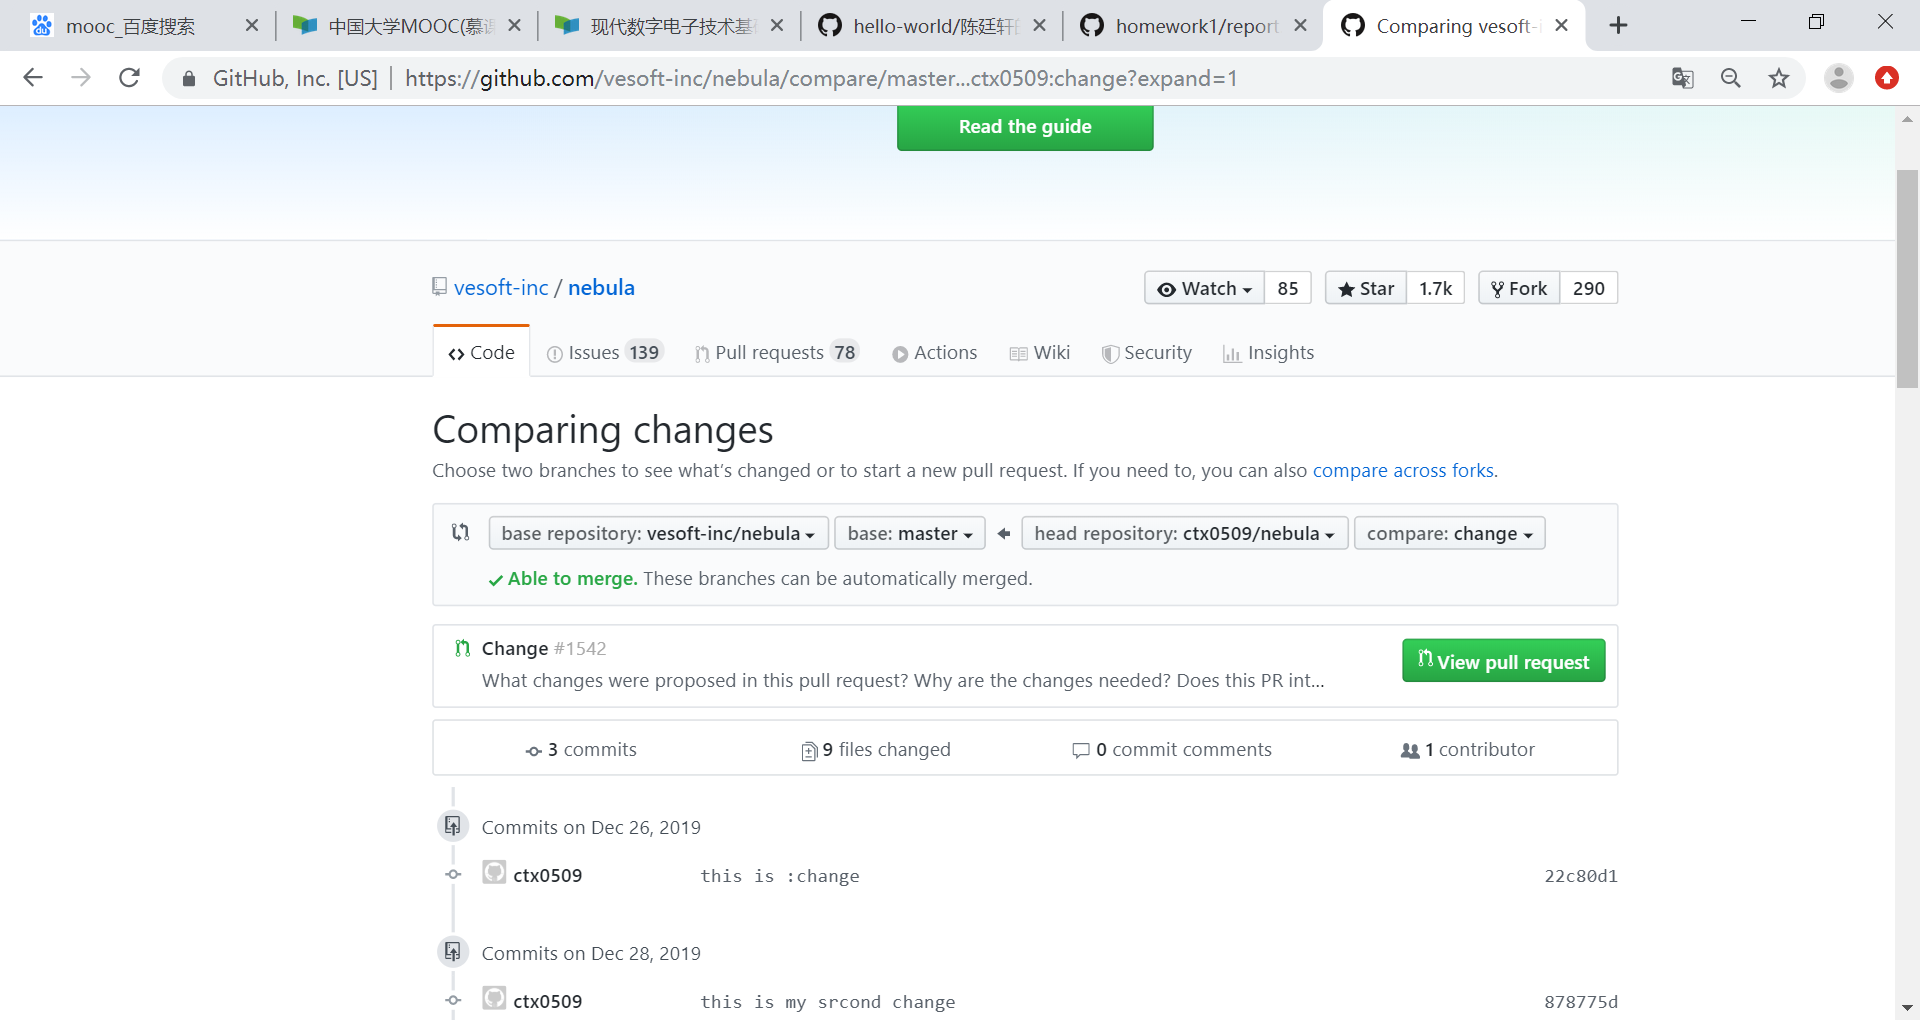 mooc_百度搜索
中国大学MOOC(慕课
现代数字电子技术基
hello-world/陈廷轩
homework1/report
Comparing vesoft-i
GitHub, Inc. [US] | https://github.com/vesoft-inc/nebula/compare/master...ctx0509:change?expand=1
Read the guide
vesoft-inc / nebula
Watch 85 Star 1.7k Fork 290
Code Issues 139 Pull requests 78 Actions Wiki Security Insights
Comparing changes
Choose two branches to see what's changed or to start a new pull request. If you need to, you can also compare across forks.
base repository: vesoft-inc/nebula base: master head repository: ctx0509/nebula compare: change
Able to merge. These branches can be automatically merged.
Change #1542
What changes were proposed in this pull request? Why are the changes needed? Does this PR int...
View pull request
3 commits 9 files changed 0 commit comments 1 contributor
Commits on Dec 26, 2019
ctx0509 this is :change 22c80d1
Commits on Dec 28, 2019
ctx0509 this is my srcond change 878775d